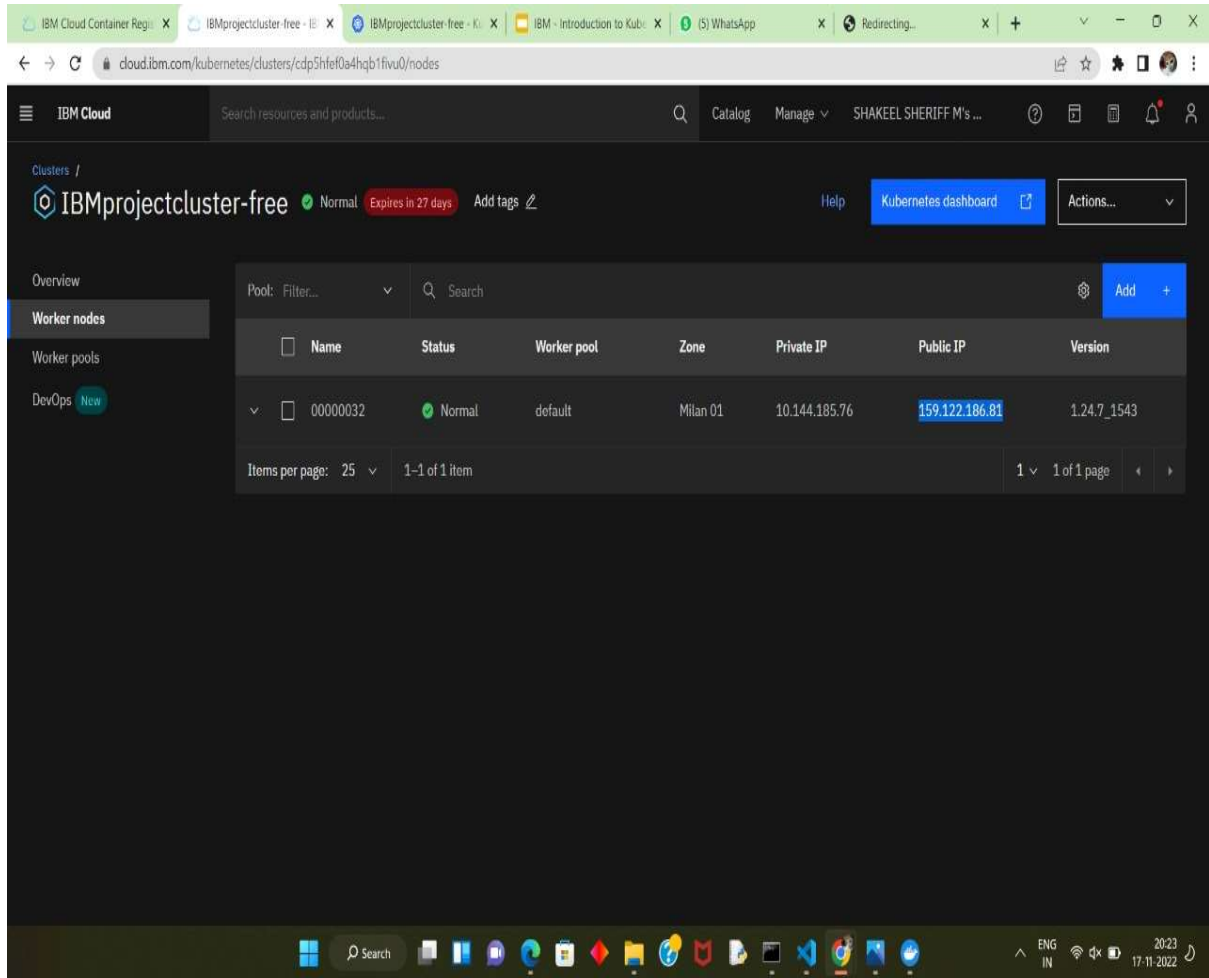 IBM Cloud Container Regis
IBMprojectcluster-free - IB
IBMprojectcluster-free - Ku
IBM - Introduction to Kube
(5) WhatsApp
Redirecting...
cloud.ibm.com/kubernetes/clusters/cdp5hfef0a4hqb1fivu0/nodes
IBM Cloud
Search resources and products...
Catalog
Manage
SHAKEEL SHERIFF M's ...
Clusters /
IBMprojectcluster-free
Normal
Expires in 27 days
Add tags
Help
Kubernetes dashboard
Actions...
Overview
Worker nodes
Worker pools
DevOps New
Pool: Filter...
Search
Add +
Name Status Worker pool Zone Private IP Public IP Version
00000032 Normal default Milan 01 10.144.185.76 159.122.186.81 1.24.7_1543
Items per page: 25 1–1 of 1 item 1 1 of 1 page
Search
ENG
IN
20:23
17-11-2022